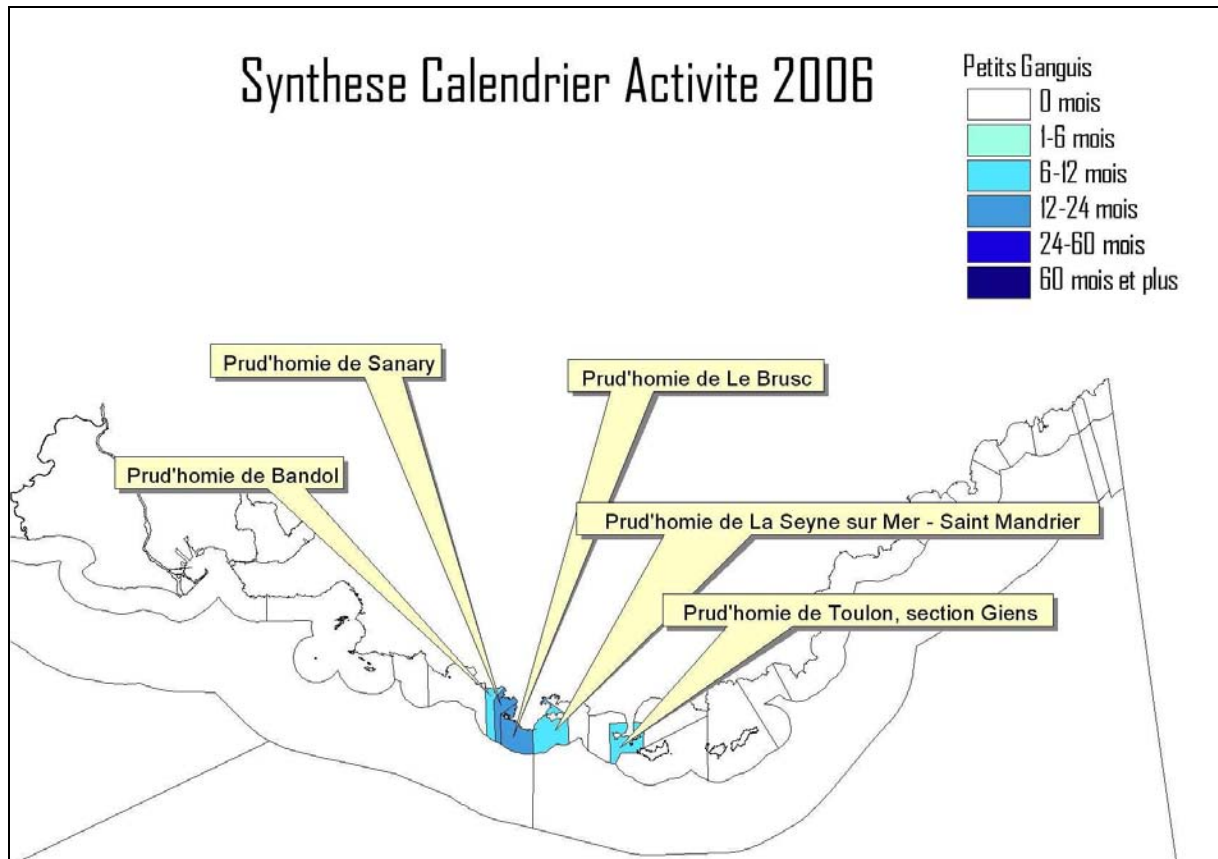 Synthese Calendrier Activite 2006
Petits Ganguis
0 mois
1-6 mois
6-12 mois
12-24 mois
24-60 mois
60 mois et plus
Prud'homie de Sanary
Prud'homie de Le Brusc
Prud'homie de Bandol
Prud'homie de La Seyne sur Mer - Saint Mandrier
Prud'homie de Toulon, section Giens